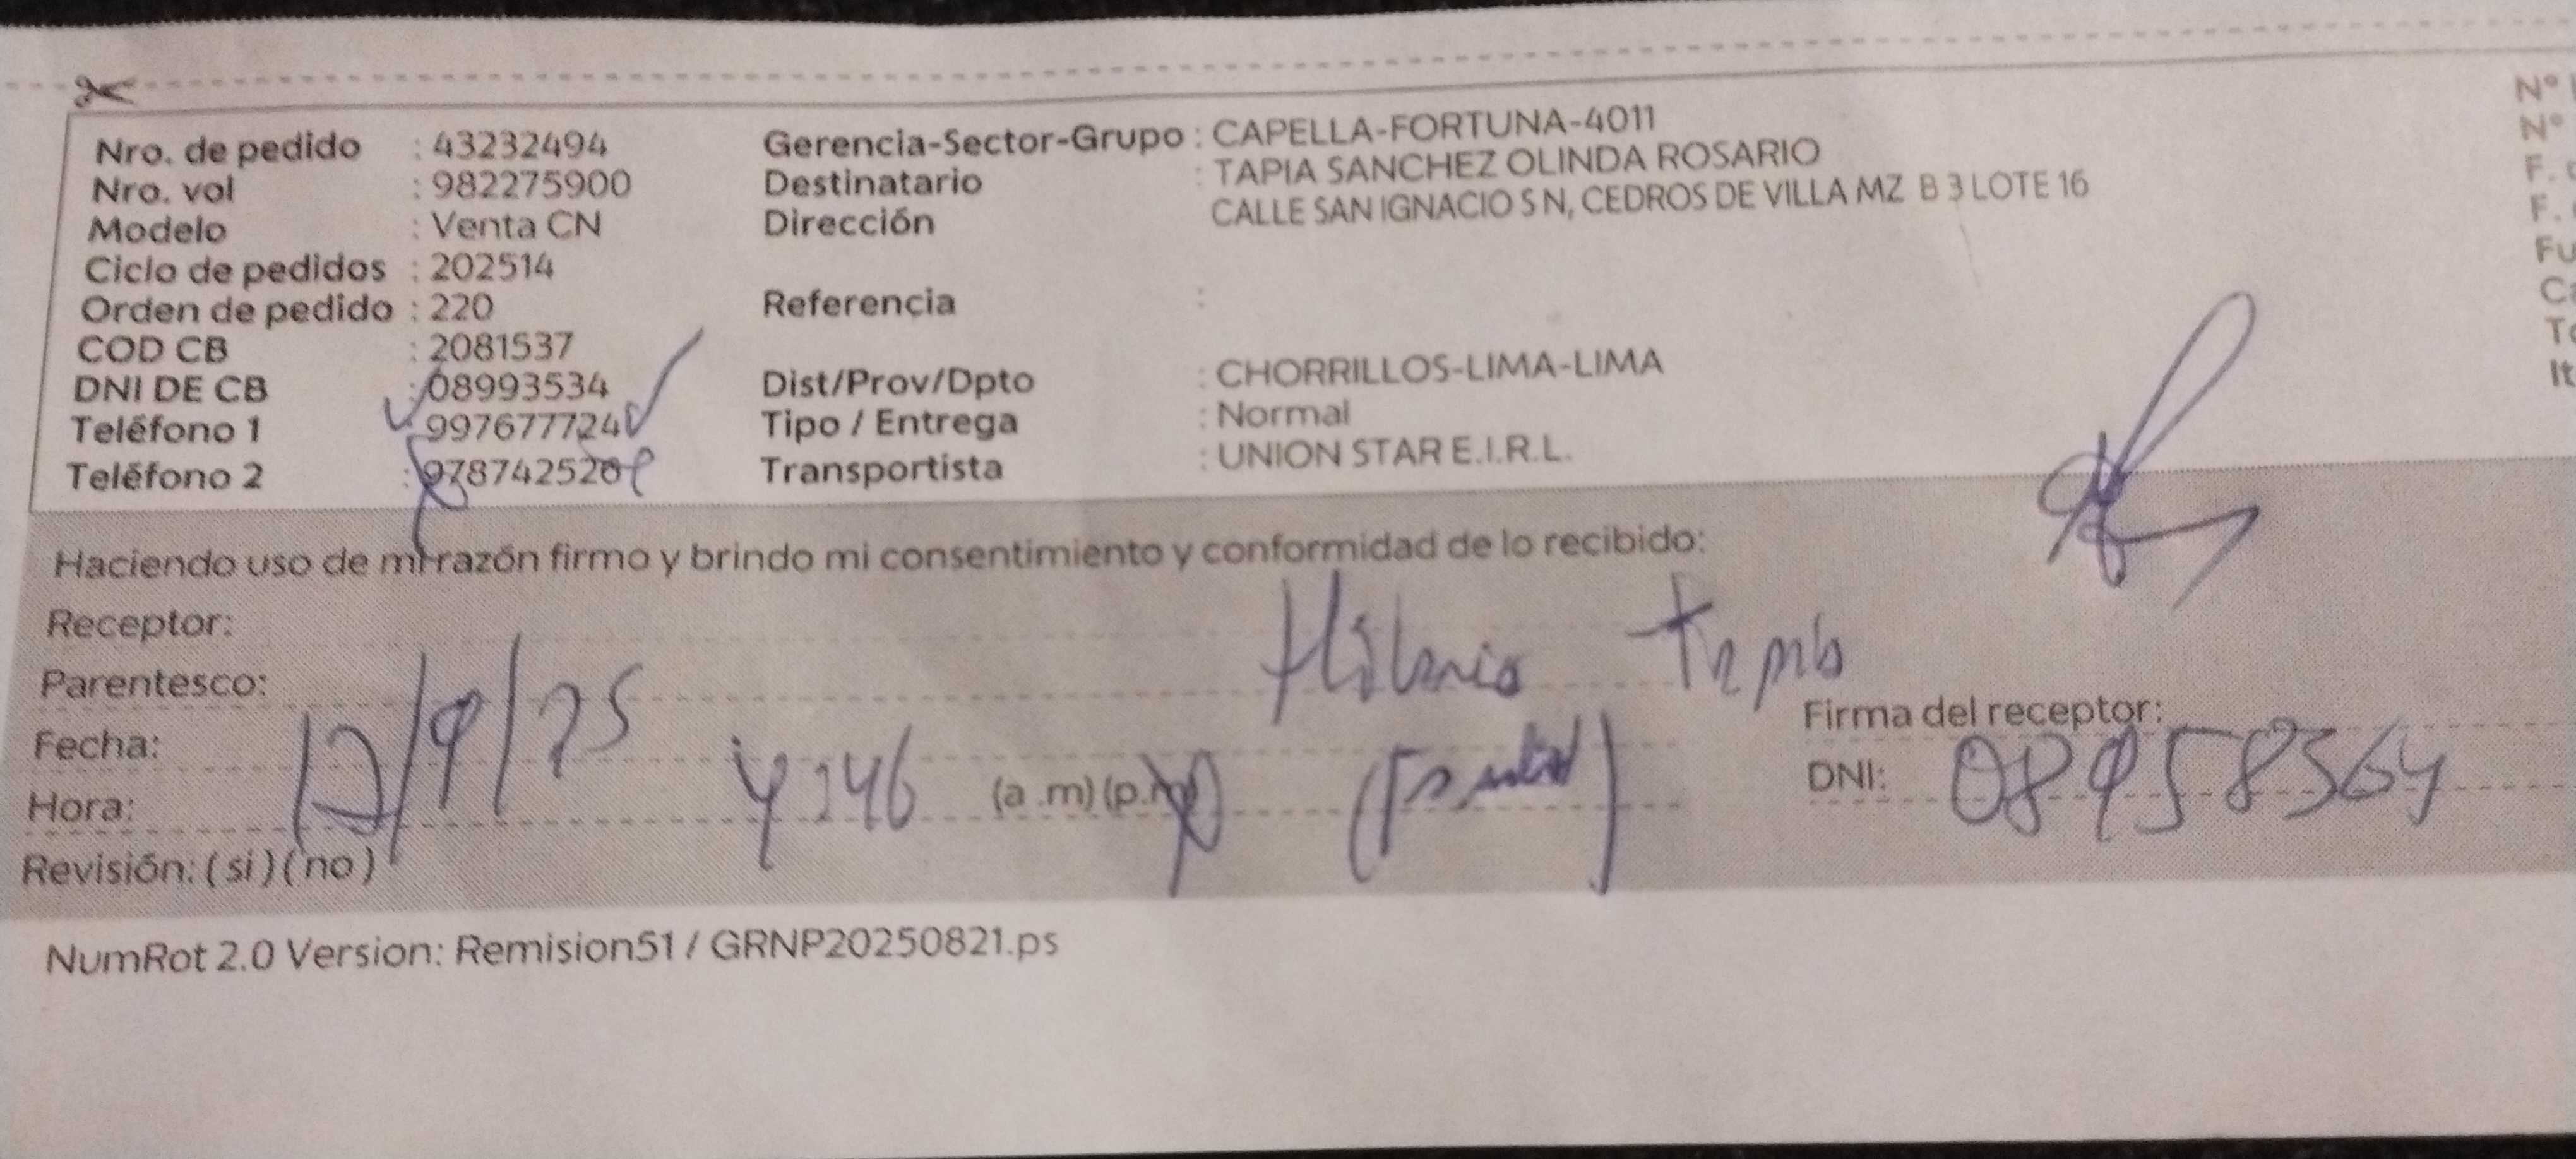 Nro. de pedido : 43232494 Gerencia-Sector-Grupo : CAPELLA-FORTUNA-4011
Nro. vol : 982275900 Destinatario : TAPIA SANCHEZ OLINDA ROSARIO
Modelo : Venta CN Dirección CALLE SAN IGNACIO S N, CEDROS DE VILLA MZ B 3 LOTE 16
Ciclo de pedidos : 202514
Orden de pedido : 220 Referencia :
COD CB : 2081537
DNI DE CB : 08993534 Dist/Prov/Dpto : CHORRILLOS-LIMA-LIMA
Teléfono 1 997677724 Tipo / Entrega : Normal
Teléfono 2 : 978742520 Transportista : UNION STAR E.I.R.L.
Haciendo uso de mi razón firmo y brindo mi consentimiento y conformidad de lo recibido:
Receptor:
Parentesco:
Fecha: 12/9/25 Firma del receptor:
Hora: 4:46 (a .m) (p.m) DNI: 08958564
Revisión: ( si ) ( no )
NumRot 2.0 Version: Remision51 / GRNP20250821.ps
N°
N°
F.
F.
Fu
It